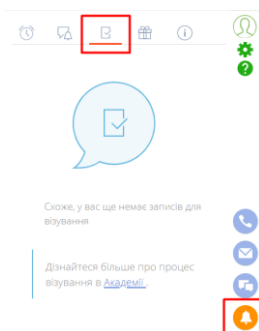 Схоже, у вас ще немає записів для
візування
Дізнайтеся більше про процес
візування в Академії .